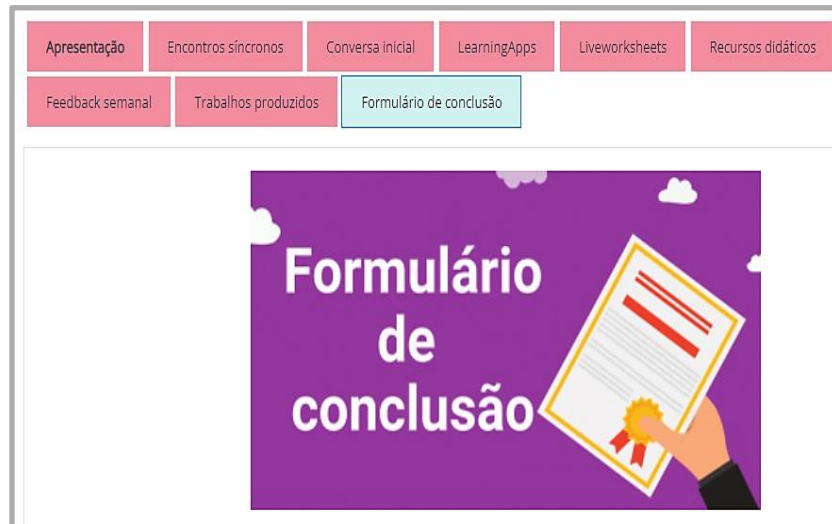 Apresentação Encontros síncronos Conversa inicial LearningApps Liveworksheets Recursos didáticos
Feedback semanal Trabalhos produzidos Formulário de conclusão
Formulário
de
conclusão